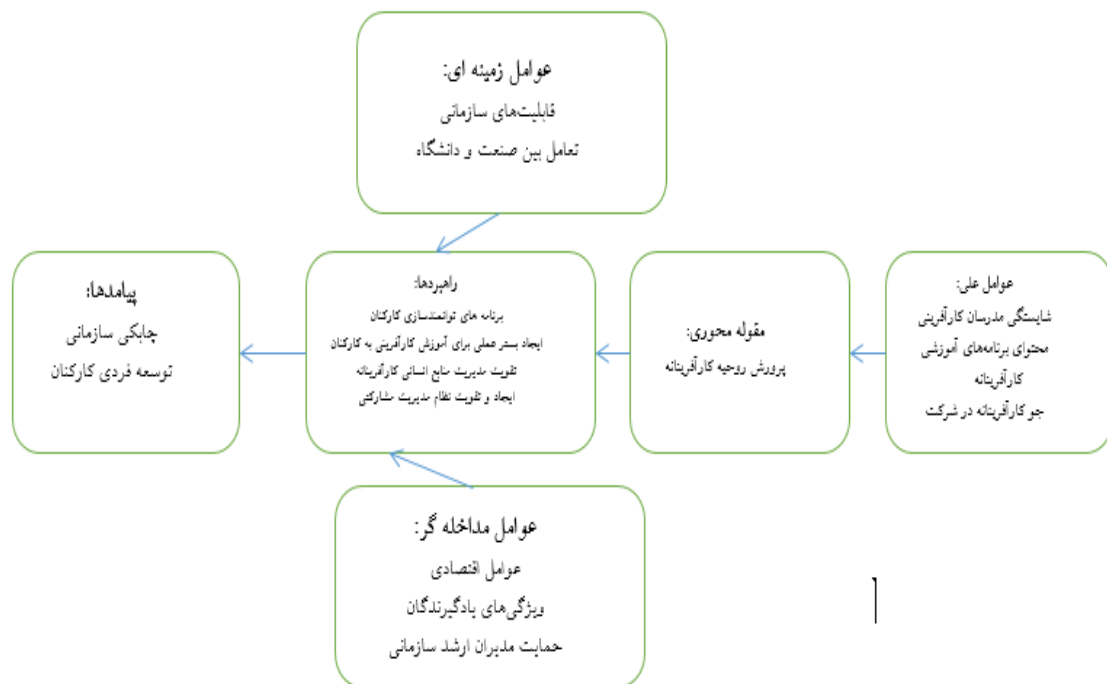 عوامل زمینه ای:
قابلیت‌های سازمانی
تعامل بین صنعت و دانشگاه
عوامل علی:
شایستگی مدرسان کارآفرینی
محتوای برنامه‌های آموزشی
کارآفرینانه
جو کارآفرینانه در شرکت
مقوله محوری:
پرورش روحیه کارآفرینانه
راهبردها:
برنامه های توانمندسازی کارکنان
ایجاد بستر عملی برای آموزش کارآفرینی به کارکنان
تقویت مدیریت منابع انسانی کارآفرینانه
ایجاد و تقویت نظام مدیریت مشارکتی
پیامدها:
چابکی سازمانی
توسعه فردی کارکنان
عوامل مداخله گر:
عوامل اقتصادی
ویژگی‌های یادگیرندگان
حمایت مدیران ارشد سازمانی